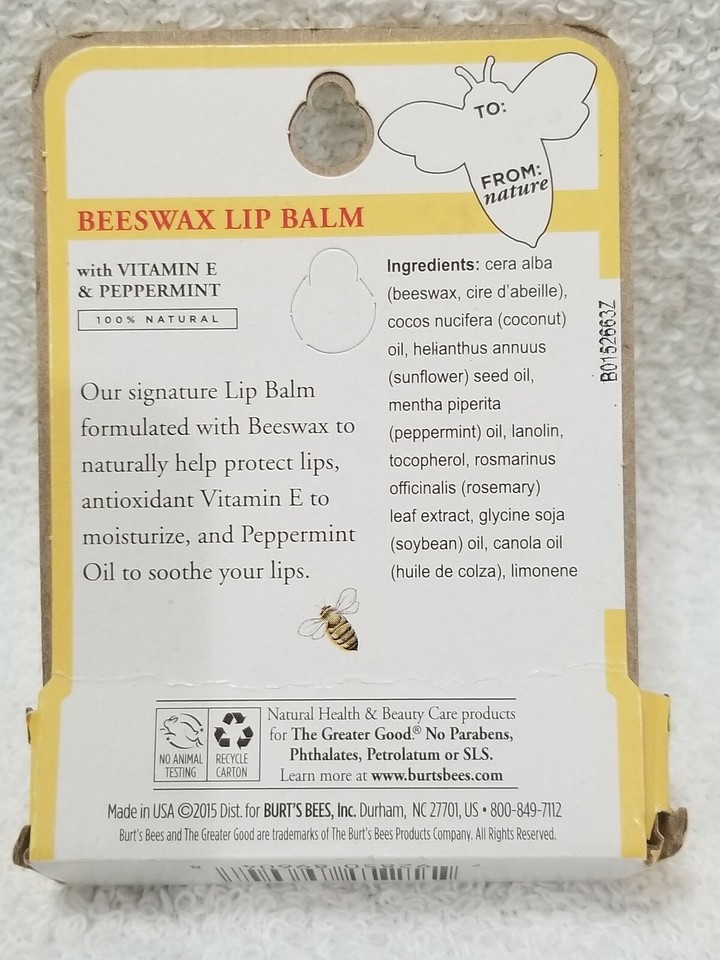 TO:
FROM:
nature
BEESWAX LIP BALM
with VITAMIN E
& PEPPERMINT
100% NATURAL
Our signature Lip Balm
formulated with Beeswax to
naturally help protect lips,
antioxidant Vitamin E to
moisturize, and Peppermint
Oil to soothe your lips.
Ingredients: cera alba
(beeswax, cire d'abeille),
cocos nucifera (coconut)
oil, helianthus annuus
(sunflower) seed oil,
mentha piperita
(peppermint) oil, lanolin,
tocopherol, rosmarinus
officinalis (rosemary)
leaf extract, glycine soja
(soybean) oil, canola oil
(huile de colza), limonene
B0152663Z
NO ANIMAL
TESTING
RECYCLE
CARTON
Natural Health & Beauty Care products
for The Greater Good® No Parabens,
Phthalates, Petrolatum or SLS.
Learn more at www.burtsbees.com
Made in USA ©2015 Dist. for BURT'S BEES, Inc. Durham, NC 27701, US • 800-849-7112
Burt's Bees and The Greater Good are trademarks of The Burt's Bees Products Company. All Rights Reserved.